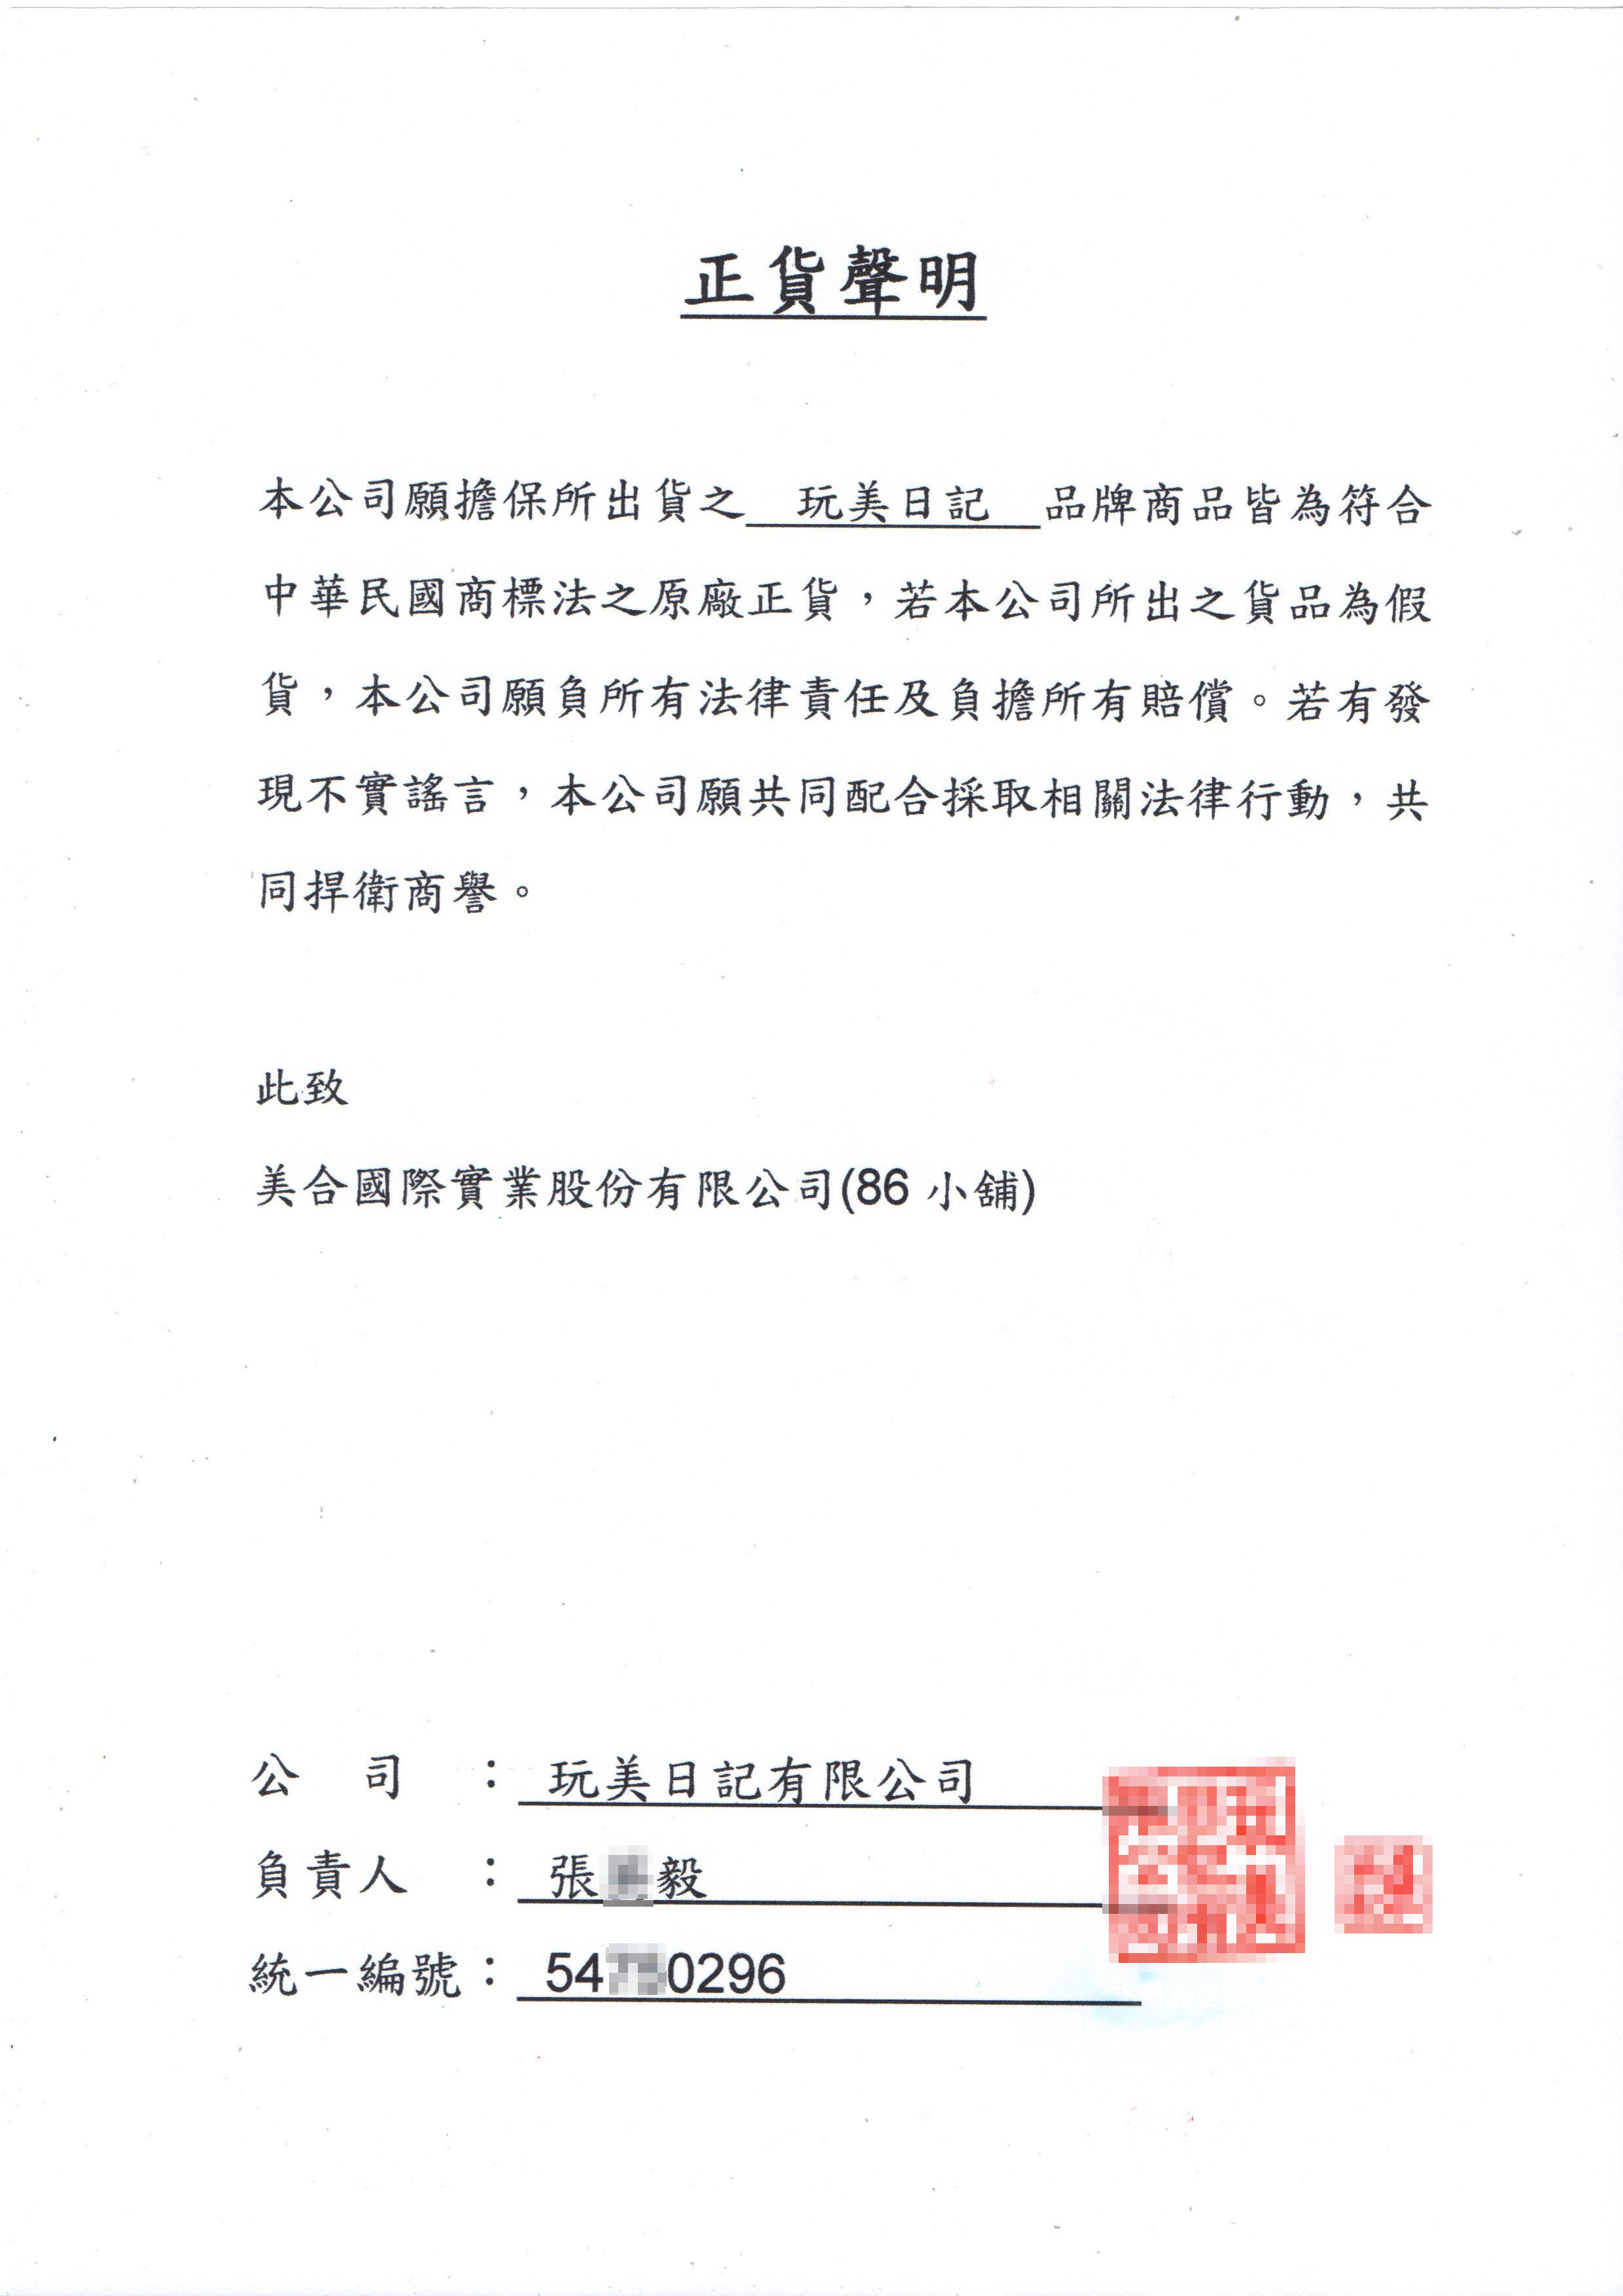 正貨聲明
本公司願擔保所出貨之 玩美日記 品牌商品皆為符合
中華民國商標法之原廠正貨，若本公司所出之貨品為假
貨，本公司願負所有法律責任及負擔所有賠償。若有發
現不實謠言，本公司願共同配合採取相關法律行動，共
同捍衛商譽。
此致
美合國際實業股份有限公司(86 小舖)
公 司 ： 玩美日記有限公司
負責人 ： 張 毅
統一編號： 54 0296